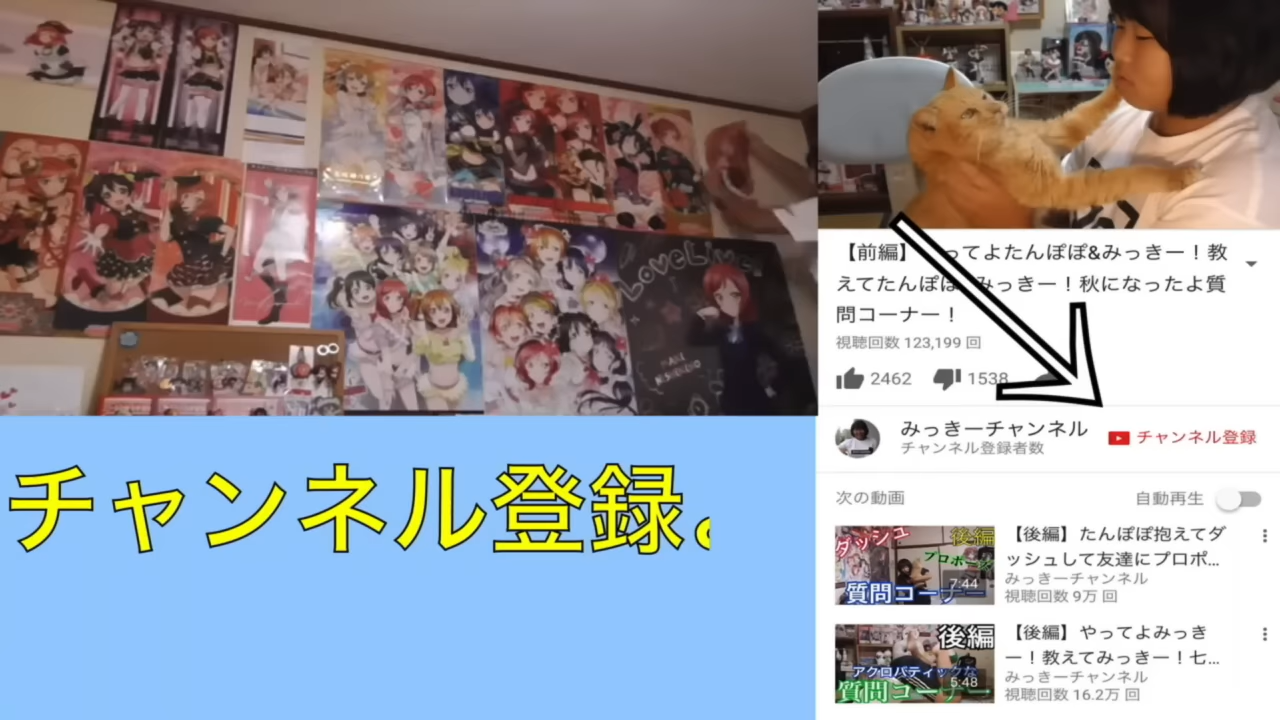 LoveLive!
MAKI
チャンネル登録。
【前編】
ってよたんぽぽ&みっきー！教
えてたんぽぽ
みっきー！秋になったよ質
問コーナー！
視聴回数 123,199 回
2462
1538
みっきーチャンネル
チャンネル登録
チャンネル登録者数
次の動画
自動再生
ダッシュ
後編
プロポーズ
7:44
質問コーナー
【後編】たんぽぽ抱えてダ
ッシュして友達にプロポ...
みっきーチャンネル
視聴回数 9万 回
後編
アクロバティックな
5:48
質問コーナー
【後編】やってよみっき
ー！教えてみっきー！七...
みっきーチャンネル
視聴回数 16.2万 回